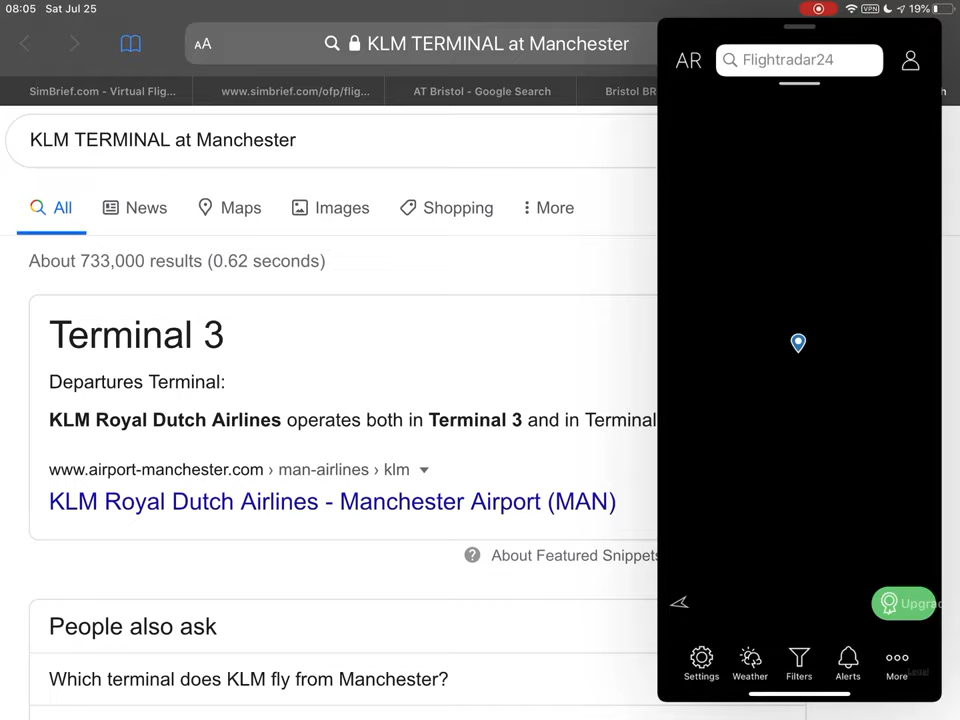 08:05 Sat Jul 25
VPN 19%
AA KLM TERMINAL at Manchester
SimBrief.com - Virtual Flig...
www.simbrief.com/ofp/flig...
AT Bristol - Google Search
Bristol BR
h
KLM TERMINAL at Manchester
All News Maps Images Shopping More
About 733,000 results (0.62 seconds)
Terminal 3
Departures Terminal:
KLM Royal Dutch Airlines operates both in Terminal 3 and in Terminal
www.airport-manchester.com › man-airlines › klm
KLM Royal Dutch Airlines - Manchester Airport (MAN)
About Featured Snippets
People also ask
Which terminal does KLM fly from Manchester?
AR Flightradar24
Upgrad
Settings Weather Filters Alerts More
Legal